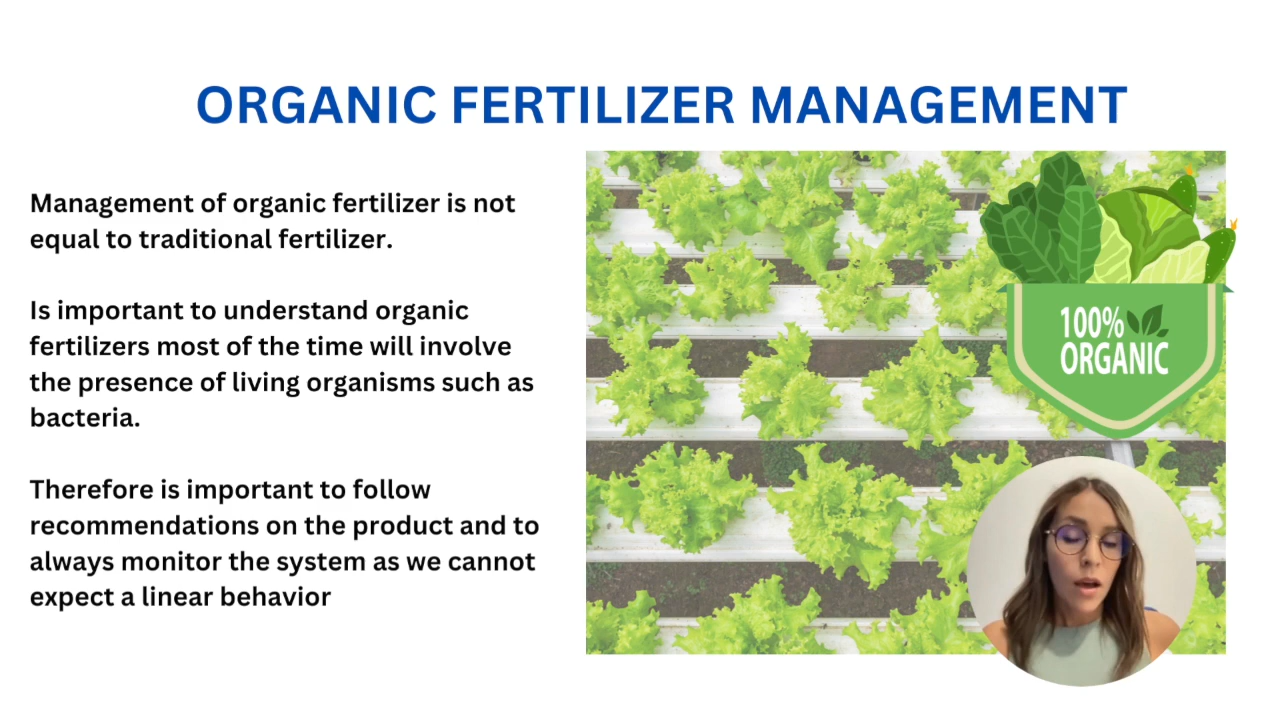 ORGANIC FERTILIZER MANAGEMENT
Management of organic fertilizer is not
equal to traditional fertilizer.
Is important to understand organic
fertilizers most of the time will involve
the presence of living organisms such as
bacteria.
Therefore is important to follow
recommendations on the product and to
always monitor the system as we cannot
expect a linear behavior
100%
ORGANIC